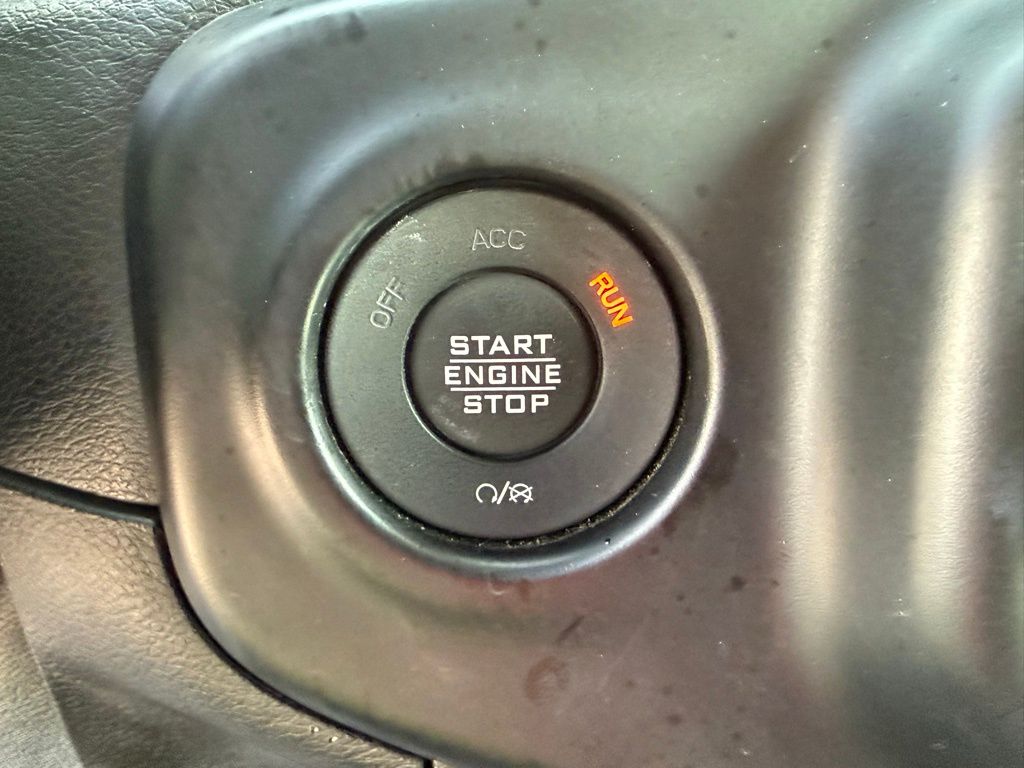 ACC
OFF
RUN
START
ENGINE
STOP